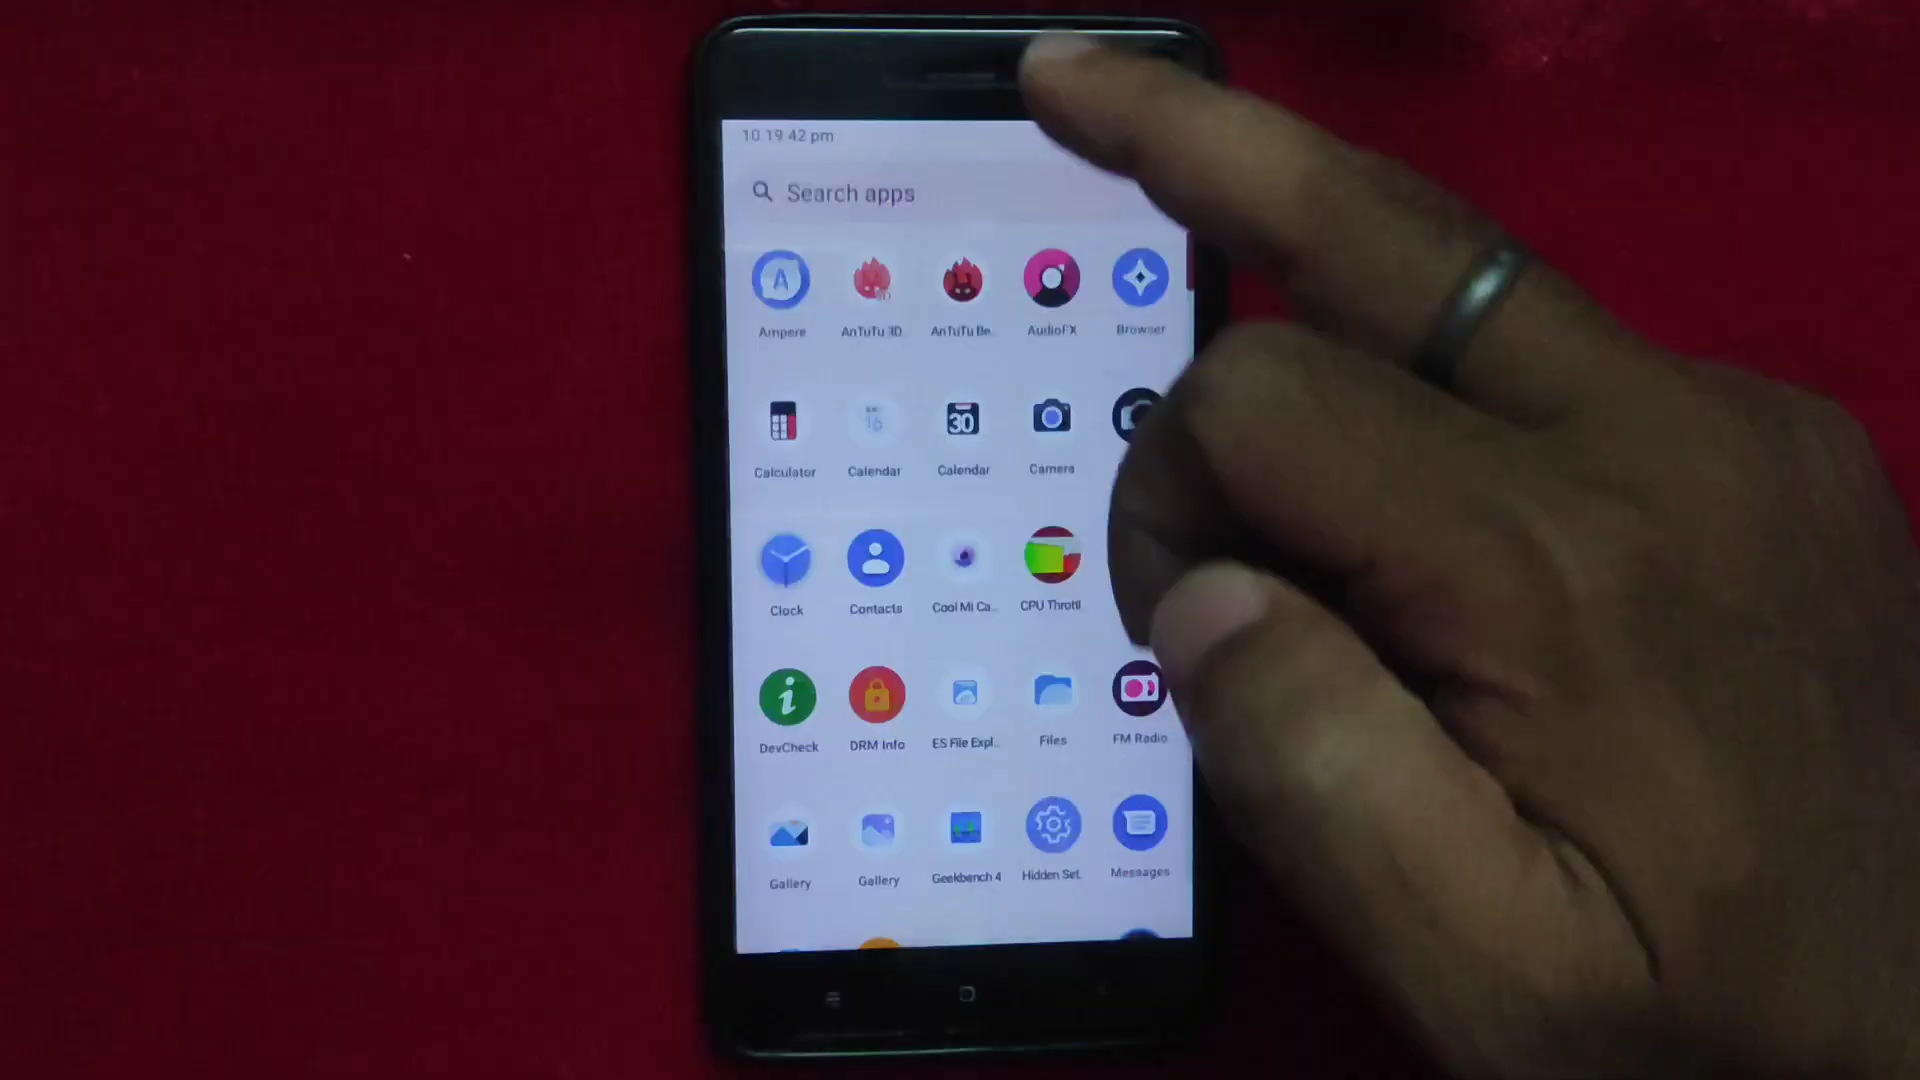 10 19 42 pm
Search apps
Ampere AnTuTu 3D AnTuTu Be.. AudioFX Browser
Calculator Calendar Calendar Camera
Clock Contacts Cool Mi Ca.. CPU Throttl
DevCheck DRM Info ES File Expl.. Files FM Radio
Gallery Gallery Geekbench 4 Hidden Set. Messages